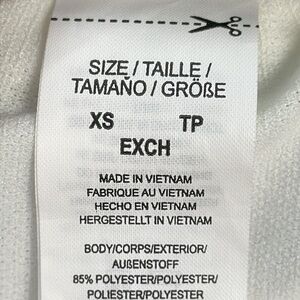 SIZE / TAILLE /
TAMAÑO / GRÖßE
XS TP
EXCH
MADE IN VIETNAM
FABRIQUE AU VIETNAM
HECHO EN VIETNAM
HERGESTELLT IN VIETNAM
BODY/CORPS/EXTERIOR/
AUßENSTOFF
85% POLYESTER/POLYESTER/
POLIESTER/POLYESTER